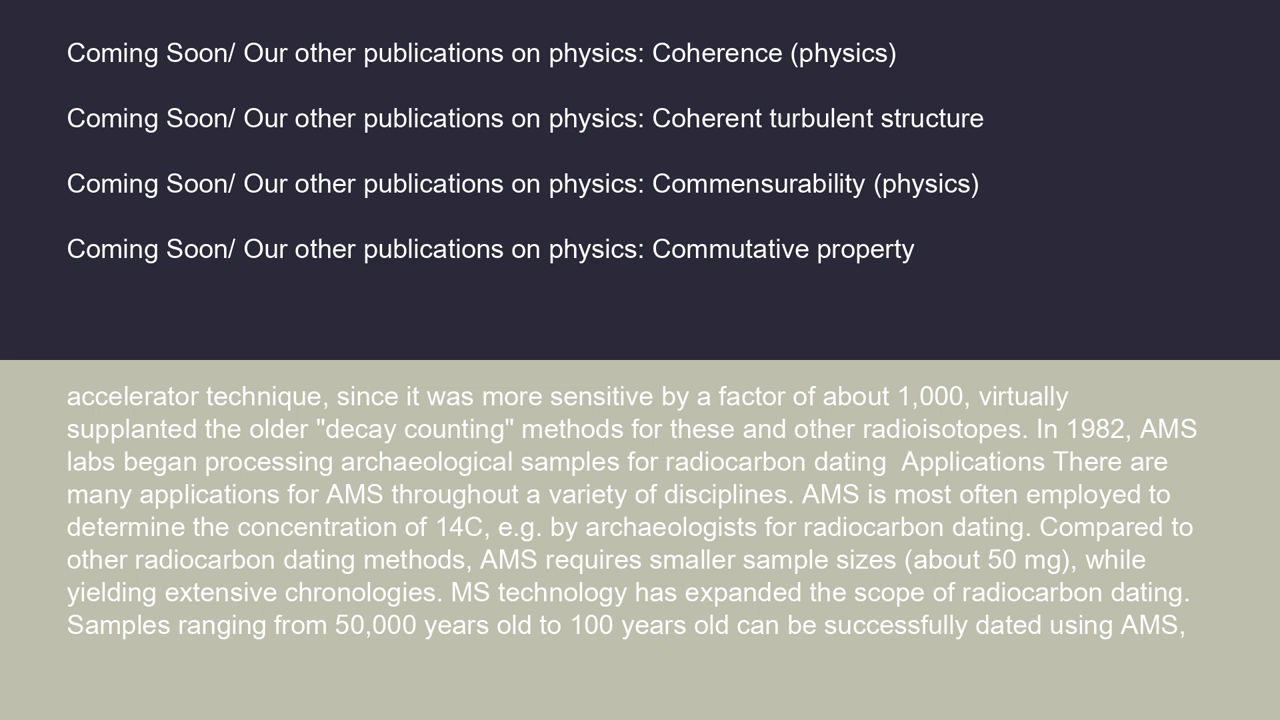 Coming Soon/ Our other publications on physics: Coherence (physics)
Coming Soon/ Our other publications on physics: Coherent turbulent structure
Coming Soon/ Our other publications on physics: Commensurability (physics)
Coming Soon/ Our other publications on physics: Commutative property
accelerator technique, since it was more sensitive by a factor of about 1,000, virtually
supplanted the older "decay counting" methods for these and other radioisotopes. In 1982, AMS
labs began processing archaeological samples for radiocarbon dating  Applications There are
many applications for AMS throughout a variety of disciplines. AMS is most often employed to
determine the concentration of 14C, e.g. by archaeologists for radiocarbon dating. Compared to
other radiocarbon dating methods, AMS requires smaller sample sizes (about 50 mg), while
yielding extensive chronologies. MS technology has expanded the scope of radiocarbon dating.
Samples ranging from 50,000 years old to 100 years old can be successfully dated using AMS,